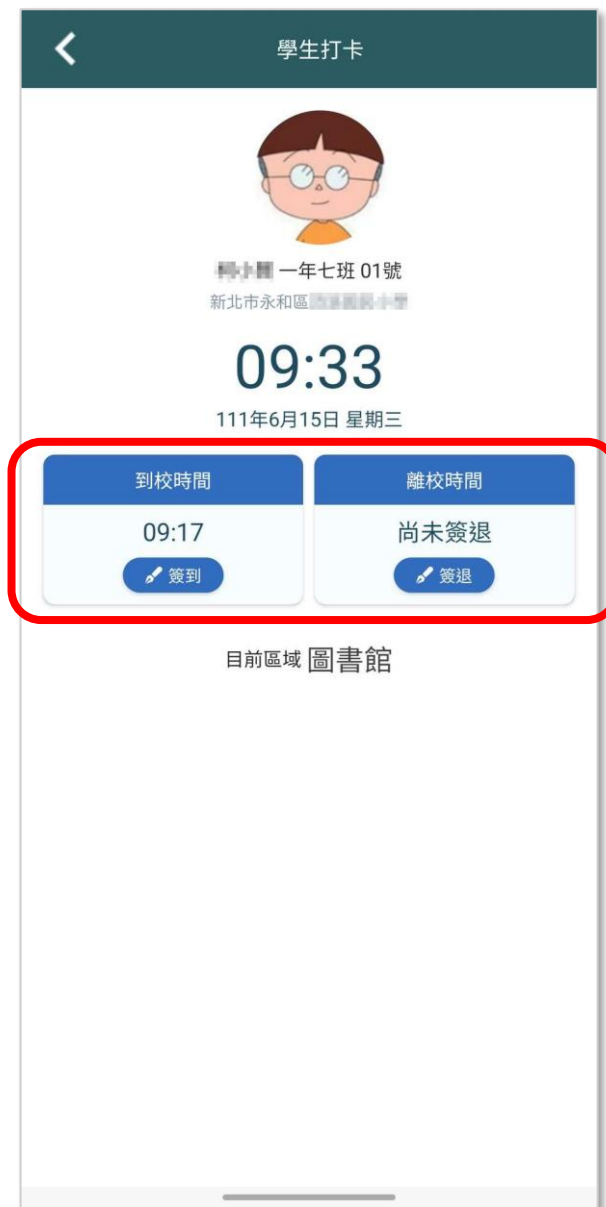 學生打卡
一年七班 01號
新北市永和區
09:33
111年6月15日 星期三
到校時間
09:17
簽到
離校時間
尚未簽退
簽退
目前區域 圖書館